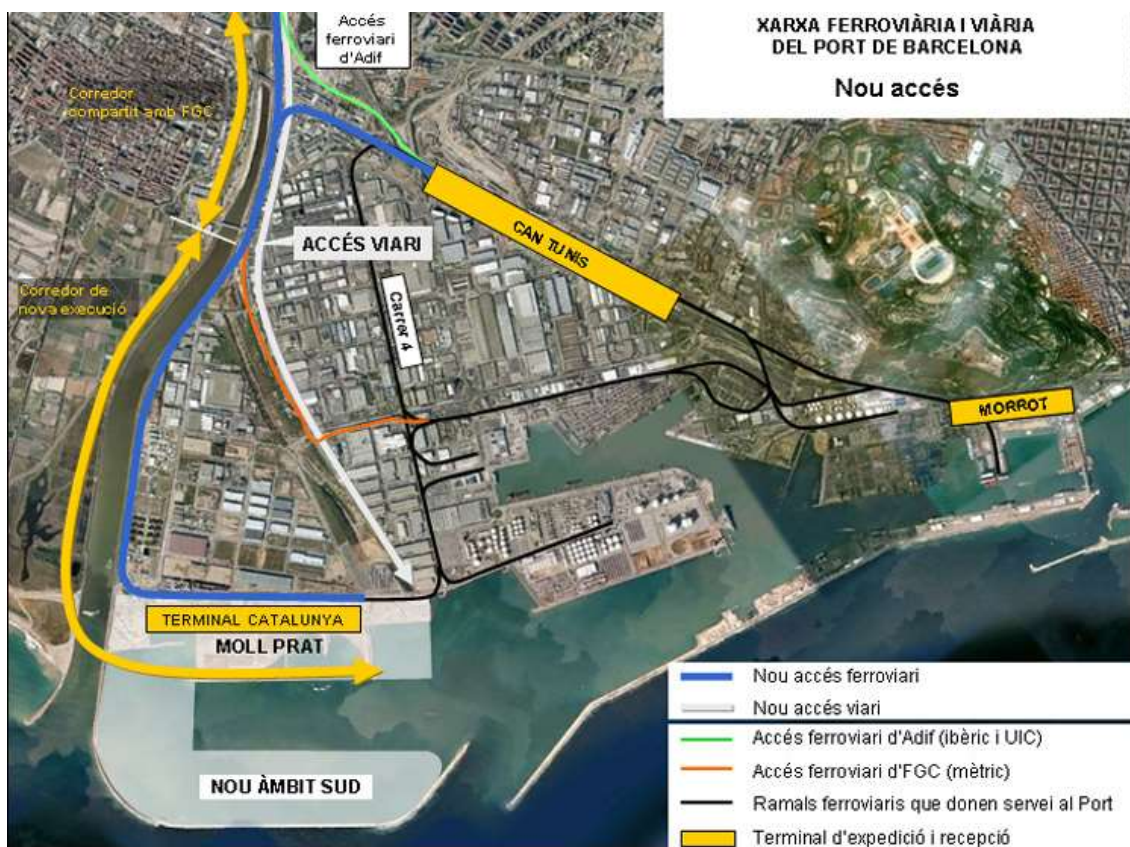 Accés
ferroviari
d'Adif
XARXA FERROVIÀRIA I VIÀRIA
DEL PORT DE BARCELONA
Nou accés
Corredor
compartit amb FGC
ACCÉS VIARI
CAN TUNIS
Corredor de
nova execució
Carrer 4
MORROT
TERMINAL CATALUNYA
MOLL PRAT
NOU ÀMBIT SUD
Nou accés ferroviari
Nou accés viari
Accés ferroviari d'Adif (ibèric i UIC)
Accés ferroviari d'FGC (mètric)
Ramals ferroviaris que donen servei al Port
Terminal d'expedició i recepció